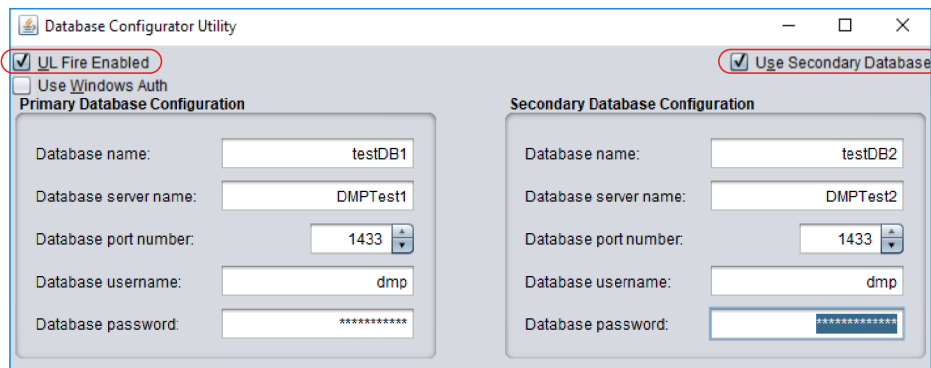 Database Configurator Utility
UL Fire Enabled
Use Secondary Database
Use Windows Auth
Primary Database Configuration
Database name: testDB1
Database server name: DMPTest1
Database port number: 1433
Database username: dmp
Database password: ***********
Secondary Database Configuration
Database name: testDB2
Database server name: DMPTest2
Database port number: 1433
Database username: dmp
Database password: *************